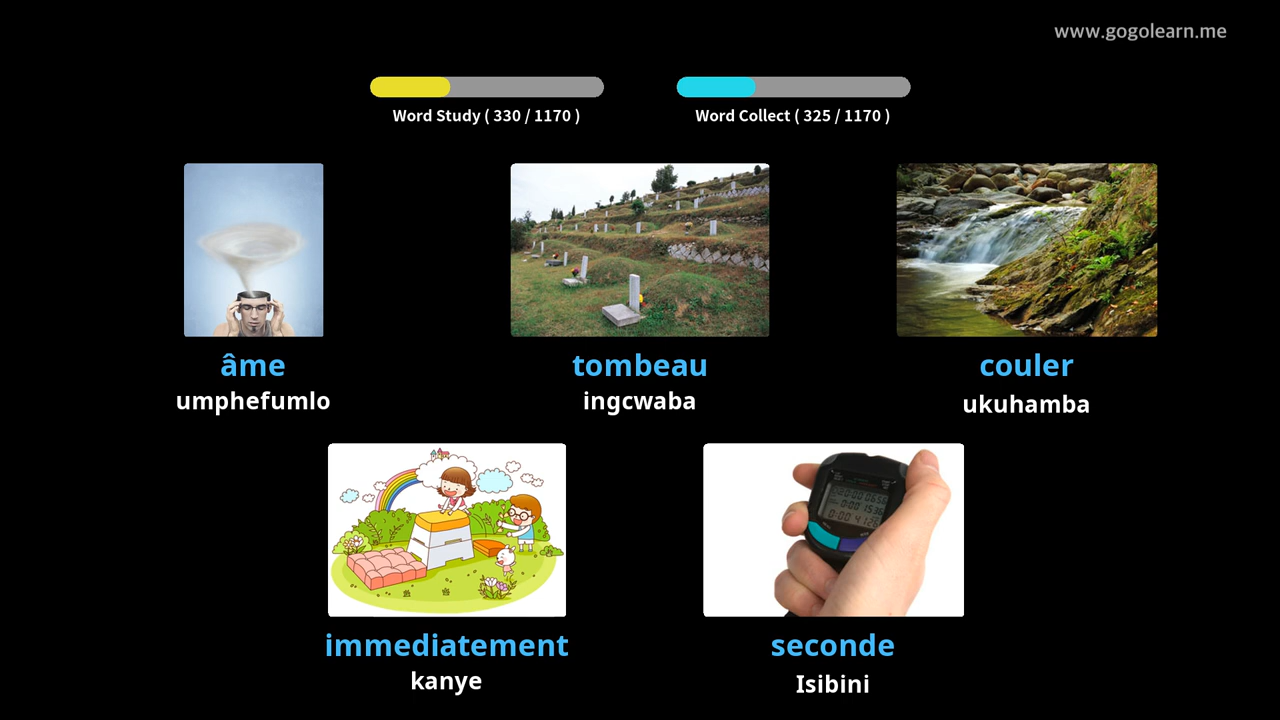 www.gogolearn.me
Word Study ( 330 / 1170 )
Word Collect ( 325 / 1170 )
âme
umphefumlo
tombeau
ingcwaba
couler
ukuhamba
immediatement
kanye
seconde
Isibini